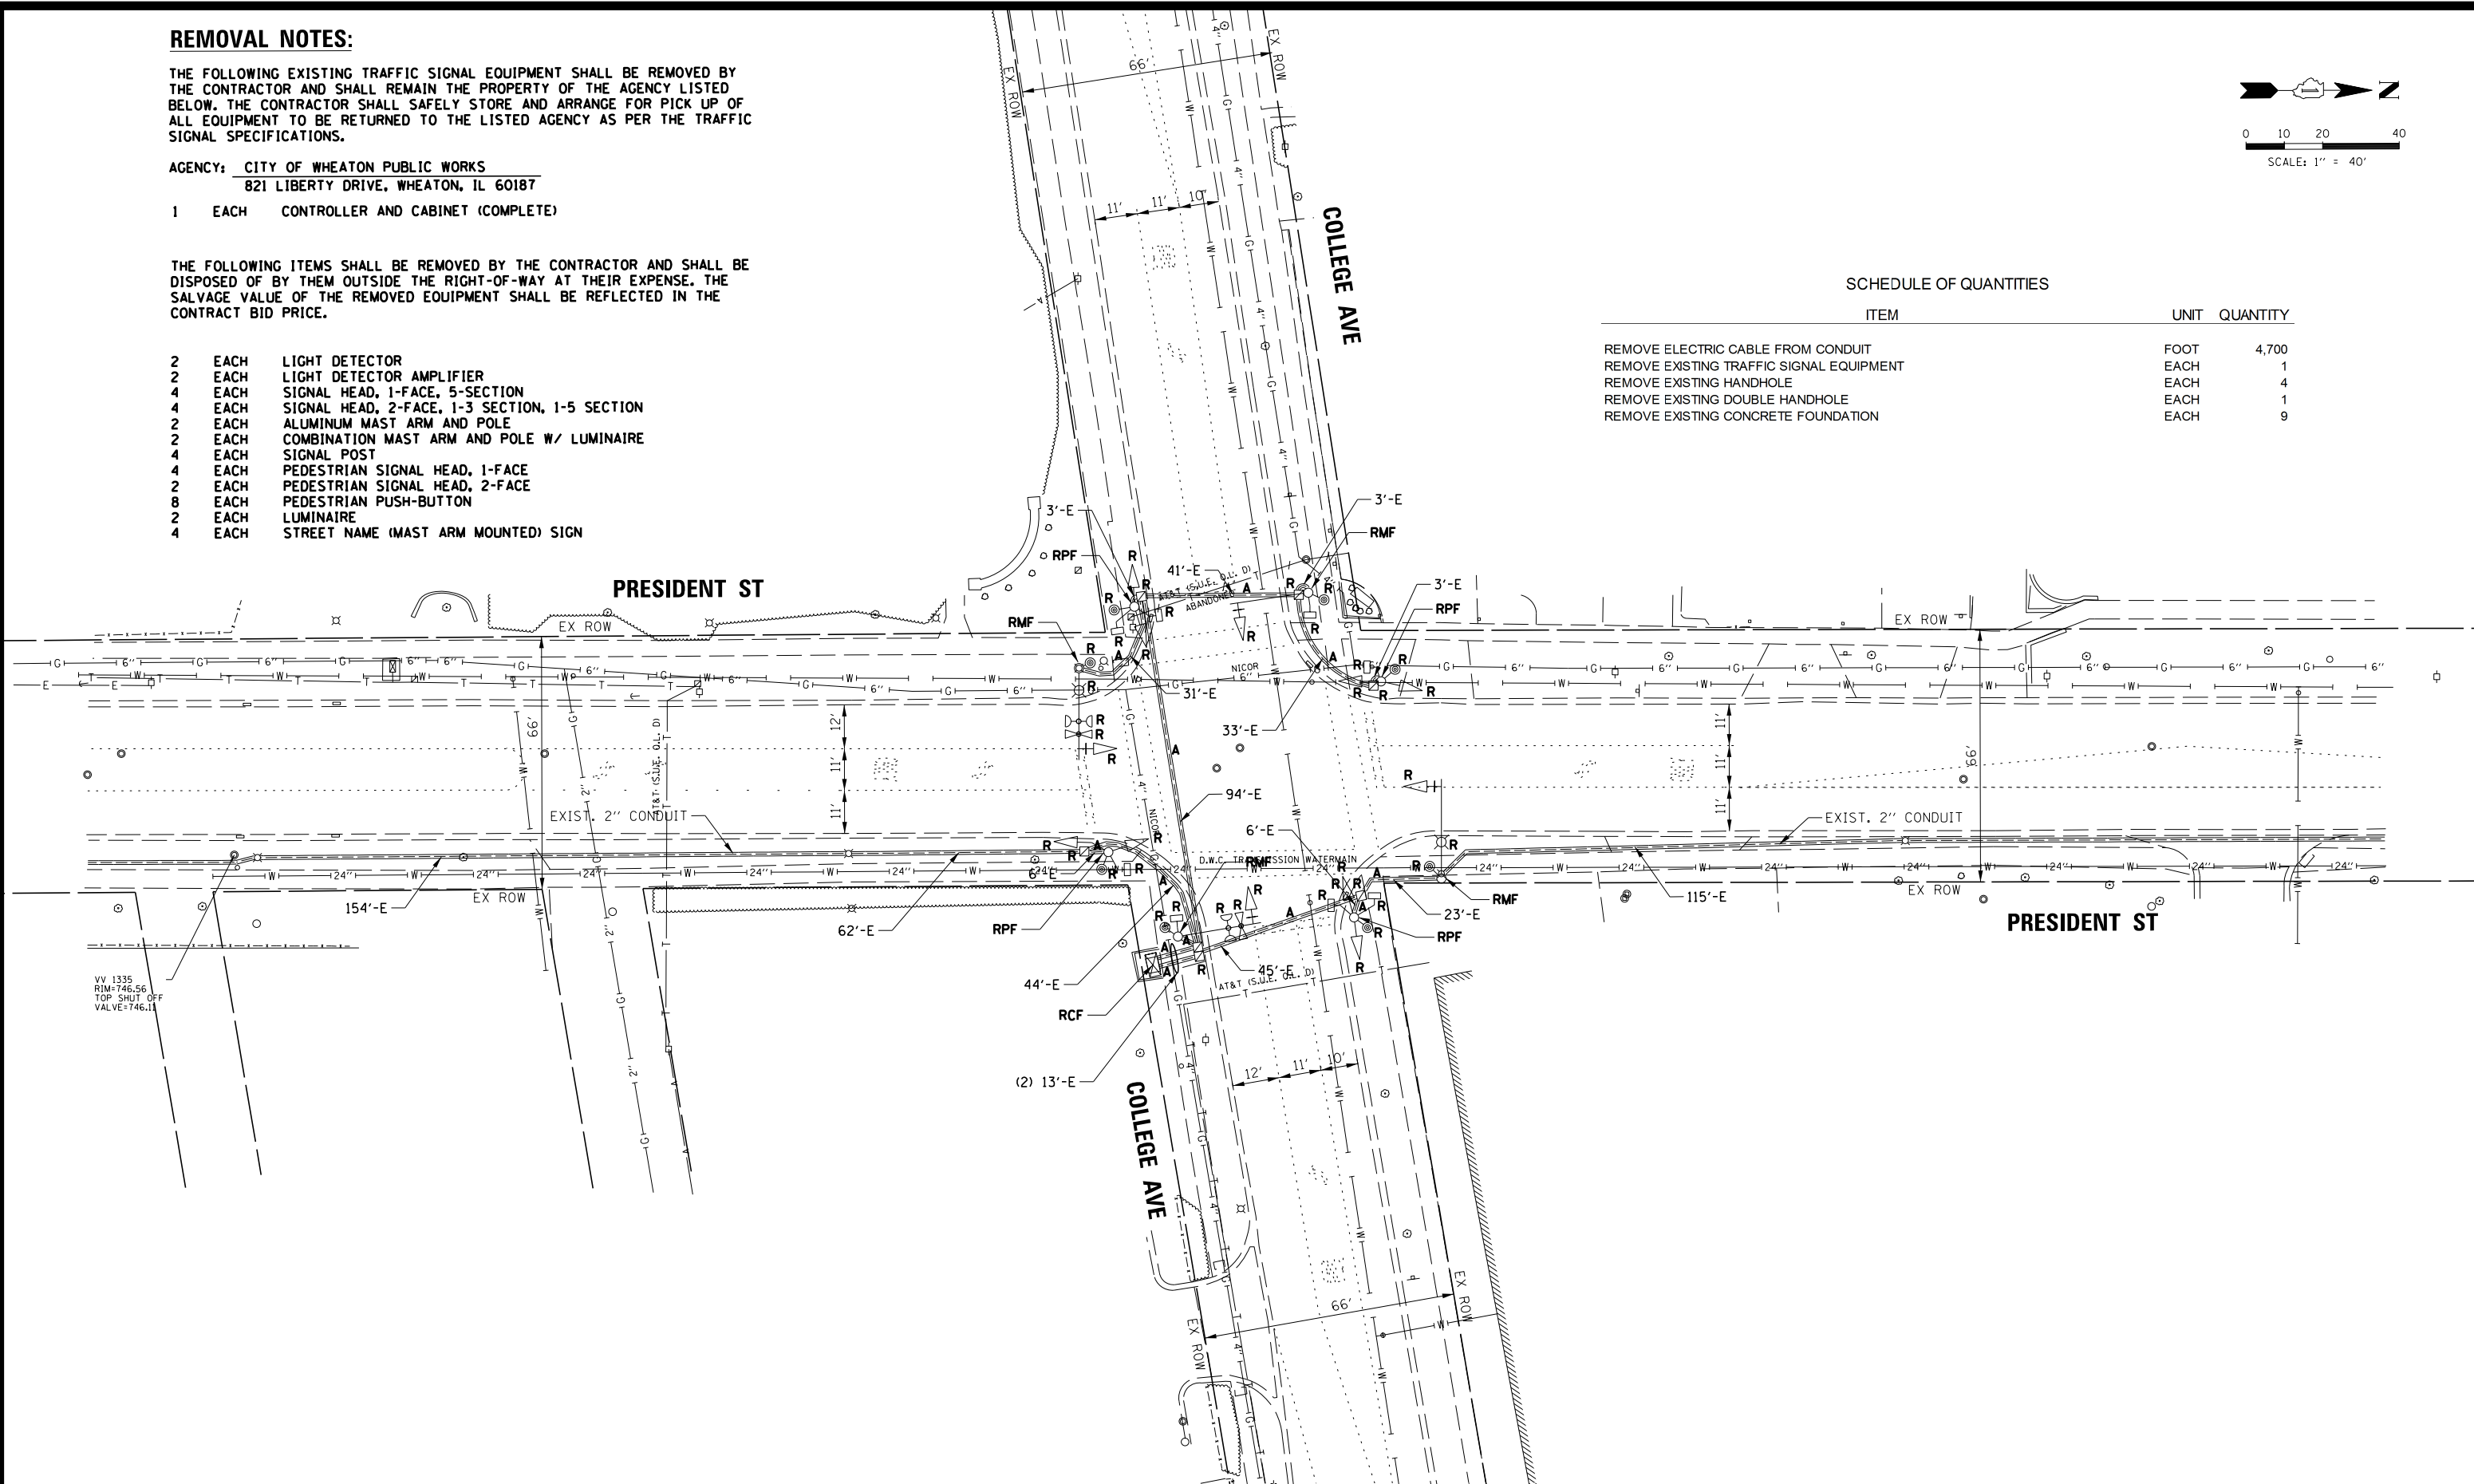 REMOVAL NOTES:
THE FOLLOWING EXISTING TRAFFIC SIGNAL EQUIPMENT SHALL BE REMOVED BY
THE CONTRACTOR AND SHALL REMAIN THE PROPERTY OF THE AGENCY LISTED
BELOW. THE CONTRACTOR SHALL SAFELY STORE AND ARRANGE FOR PICK UP OF
ALL EQUIPMENT TO BE RETURNED TO THE LISTED AGENCY AS PER THE TRAFFIC
SIGNAL SPECIFICATIONS.
AGENCY: CITY OF WHEATON PUBLIC WORKS
821 LIBERTY DRIVE, WHEATON, IL 60187
1 EACH CONTROLLER AND CABINET (COMPLETE)
THE FOLLOWING ITEMS SHALL BE REMOVED BY THE CONTRACTOR AND SHALL BE
DISPOSED OF BY THEM OUTSIDE THE RIGHT-OF-WAY AT THEIR EXPENSE. THE
SALVAGE VALUE OF THE REMOVED EQUIPMENT SHALL BE REFLECTED IN THE
CONTRACT BID PRICE.
2 EACH LIGHT DETECTOR
2 EACH LIGHT DETECTOR AMPLIFIER
4 EACH SIGNAL HEAD, 1-FACE, 5-SECTION
4 EACH SIGNAL HEAD, 2-FACE, 1-3 SECTION, 1-5 SECTION
2 EACH ALUMINUM MAST ARM AND POLE
2 EACH COMBINATION MAST ARM AND POLE W/ LUMINAIRE
4 EACH SIGNAL POST
4 EACH PEDESTRIAN SIGNAL HEAD, 1-FACE
2 EACH PEDESTRIAN SIGNAL HEAD, 2-FACE
8 EACH PEDESTRIAN PUSH-BUTTON
2 EACH LUMINAIRE
4 EACH STREET NAME (MAST ARM MOUNTED) SIGN
N
0 10 20 40
SCALE: 1" = 40'
SCHEDULE OF QUANTITIES
ITEM UNIT QUANTITY
REMOVE ELECTRIC CABLE FROM CONDUIT FOOT 4,700
REMOVE EXISTING TRAFFIC SIGNAL EQUIPMENT EACH 1
REMOVE EXISTING HANDHOLE EACH 4
REMOVE EXISTING DOUBLE HANDHOLE EACH 1
REMOVE EXISTING CONCRETE FOUNDATION EACH 9
EX ROW
66'
EX ROW
11' 11' 10'
COLLEGE AVE
3'-E
RPF
41'-E
AT&T (S.U.E. Q.L. D)
ABANDONED
3'-E
RMF
3'-E
RPF
PRESIDENT ST
EX ROW
RMF
31'-E
NICOR
6"
33'-E
EX ROW
66'
12'
11'
11'
AT&T (S.U.E. Q.L. D)
EXIST. 2" CONDUIT
94'-E
NICOR
6'-E
D.W.C. TRANSMISSION WATERMAIN
RMF
11'
11'
66'
EXIST. 2" CONDUIT
6'-E
154'-E
EX ROW
62'-E
RPF
44'-E
RCF
(2) 13'-E
45'-E
AT&T (S.U.E. Q.L. D)
23'-E
RMF
RPF
115'-E
EX ROW
PRESIDENT ST
VV 1335
RIM=746.56
TOP SHUT OFF
VALVE=746.11
12' 11' 10'
COLLEGE AVE
EX ROW
66'
EX ROW